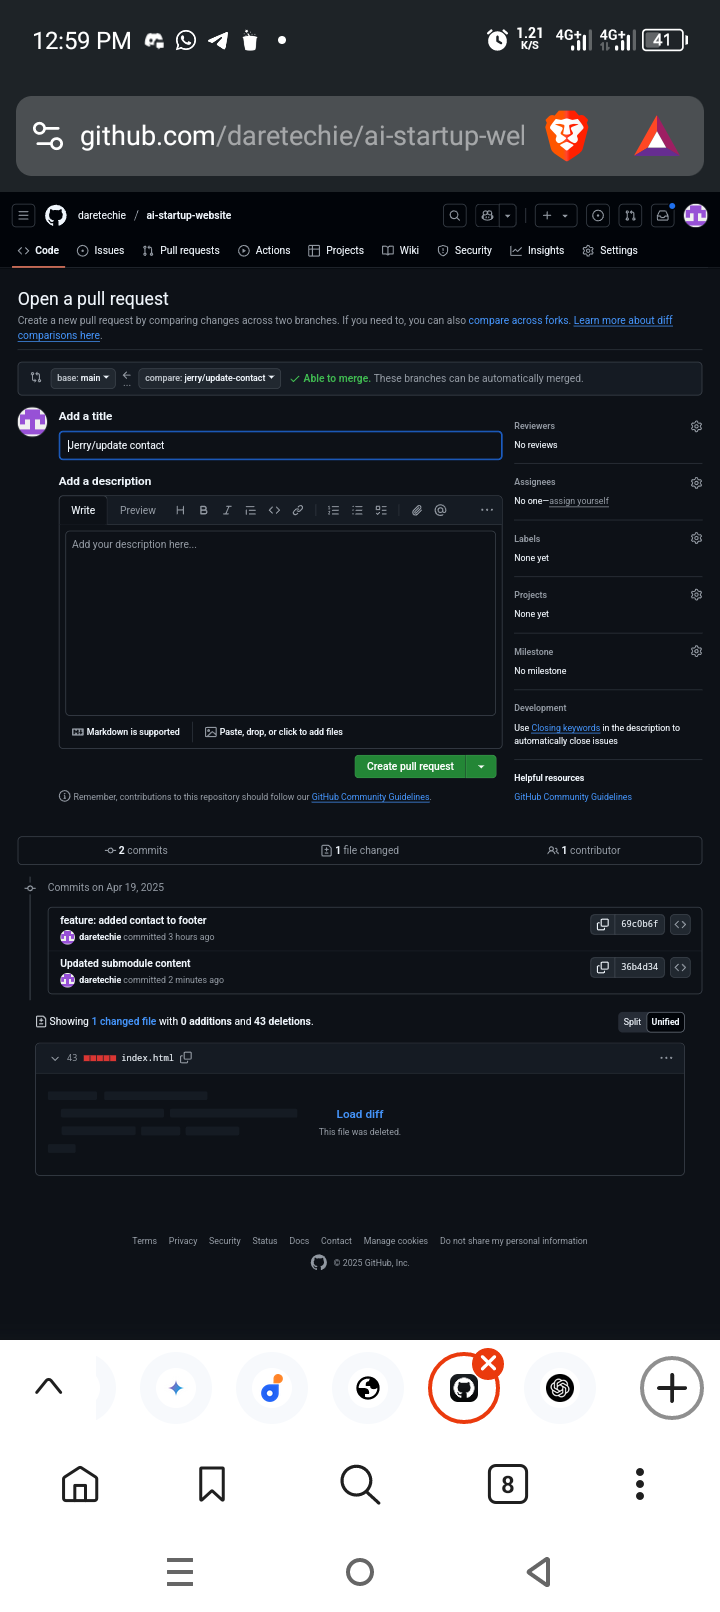 12:59 PM 1.21 K/S 4G+ 4G+ 41
github.com/daretechie/ai-startup-wel
daretechie / ai-startup-website
Code Issues Pull requests Actions Projects Wiki Security Insights Settings
Open a pull request
Create a new pull request by comparing changes across two branches. If you need to, you can also compare across forks. Learn more about diff
comparisons here.
base: main ... compare: jerry/update-contact Able to merge. These branches can be automatically merged.
Add a title
Jerry/update contact
Add a description
Write Preview
Add your description here...
Markdown is supported Paste, drop, or click to add files
Create pull request
Remember, contributions to this repository should follow our GitHub Community Guidelines.
Reviewers
No reviews
Assignees
No one—assign yourself
Labels
None yet
Projects
None yet
Milestone
No milestone
Development
Use Closing keywords in the description to
automatically close issues
Helpful resources
GitHub Community Guidelines
2 commits 1 file changed 1 contributor
Commits on Apr 19, 2025
feature: added contact to footer
daretechie committed 3 hours ago
69c0b6f
Updated submodule content
daretechie committed 2 minutes ago
36b4d34
Showing 1 changed file with 0 additions and 43 deletions.
Split Unified
43 index.html
Load diff
This file was deleted.
Terms Privacy Security Status Docs Contact Manage cookies Do not share my personal information
© 2025 GitHub, Inc.
8